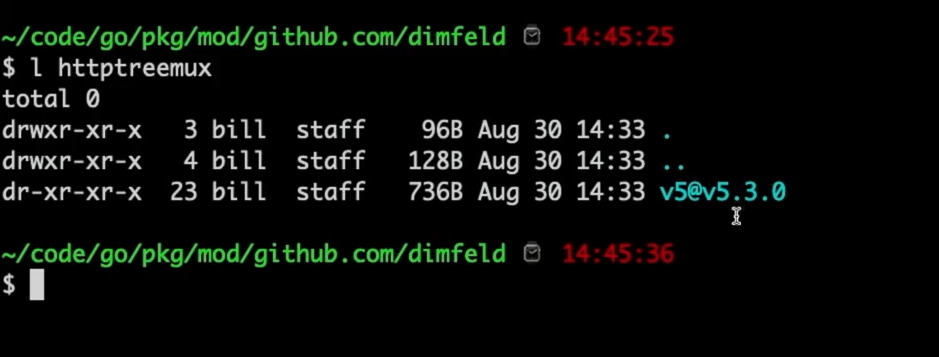 ~/code/go/pkg/mod/github.com/dimfeld ⌚ 14:45:25
$ l httptreemux
total 0
drwxr-xr-x   3 bill  staff    96B Aug 30 14:33 .
drwxr-xr-x   4 bill  staff   128B Aug 30 14:33 ..
dr-xr-xr-x  23 bill  staff   736B Aug 30 14:33 v5@v5.3.0
~/code/go/pkg/mod/github.com/dimfeld ⌚ 14:45:36
$